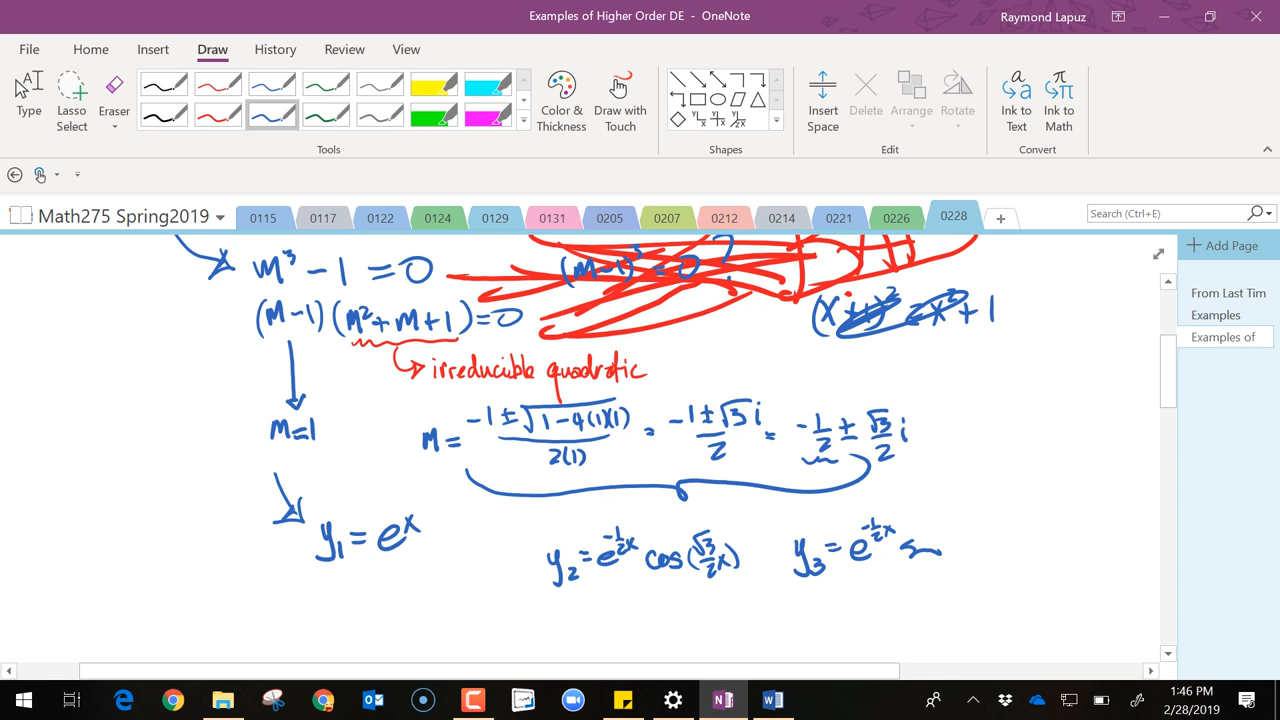 Examples of Higher Order DE - OneNote
Raymond Lapuz
File Home Insert Draw History Review View
Type
Lasso Select
Eraser
Color & Thickness
Draw with Touch
Insert Space
Delete
Arrange
Rotate
Ink to Text
Ink to Math
Tools
Shapes
Edit
Convert
Math275 Spring2019
0115 0117 0122 0124 0129 0131 0205 0207 0212 0214 0221 0226 0228
Search (Ctrl+E)
Add Page
From Last Tim
Examples
Examples of
m³ - 1 = 0
(m-1)³ = 0
?
(m-1)(m²+m+1) = 0
irreducible quadratic
m=1
m = (-1 ± √(1-4(1)(1)))/2(1) = (-1 ± √3 i)/2 = -1/2 ± √3/2 i
y₁ = eˣ
y₂ = e^(-1/2 x) cos(√3/2 x) y₃ = e^(-1/2 x)
1:46 PM
2/28/2019